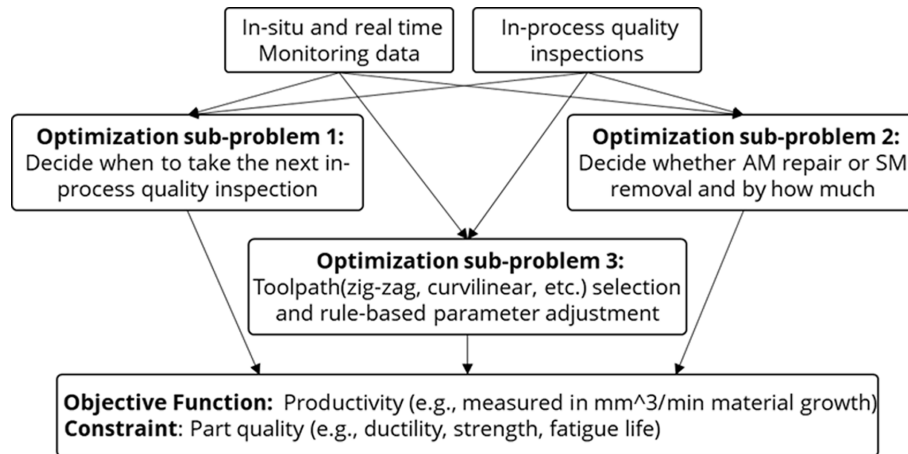 In-situ and real time
Monitoring data
In-process quality
inspections
Optimization sub-problem 1:
Decide when to take the next in-
process quality inspection
Optimization sub-problem 2:
Decide whether AM repair or SM
removal and by how much
Optimization sub-problem 3:
Toolpath(zig-zag, curvilinear, etc.) selection
and rule-based parameter adjustment
Objective Function: Productivity (e.g., measured in mm^3/min material growth)
Constraint: Part quality (e.g., ductility, strength, fatigue life)